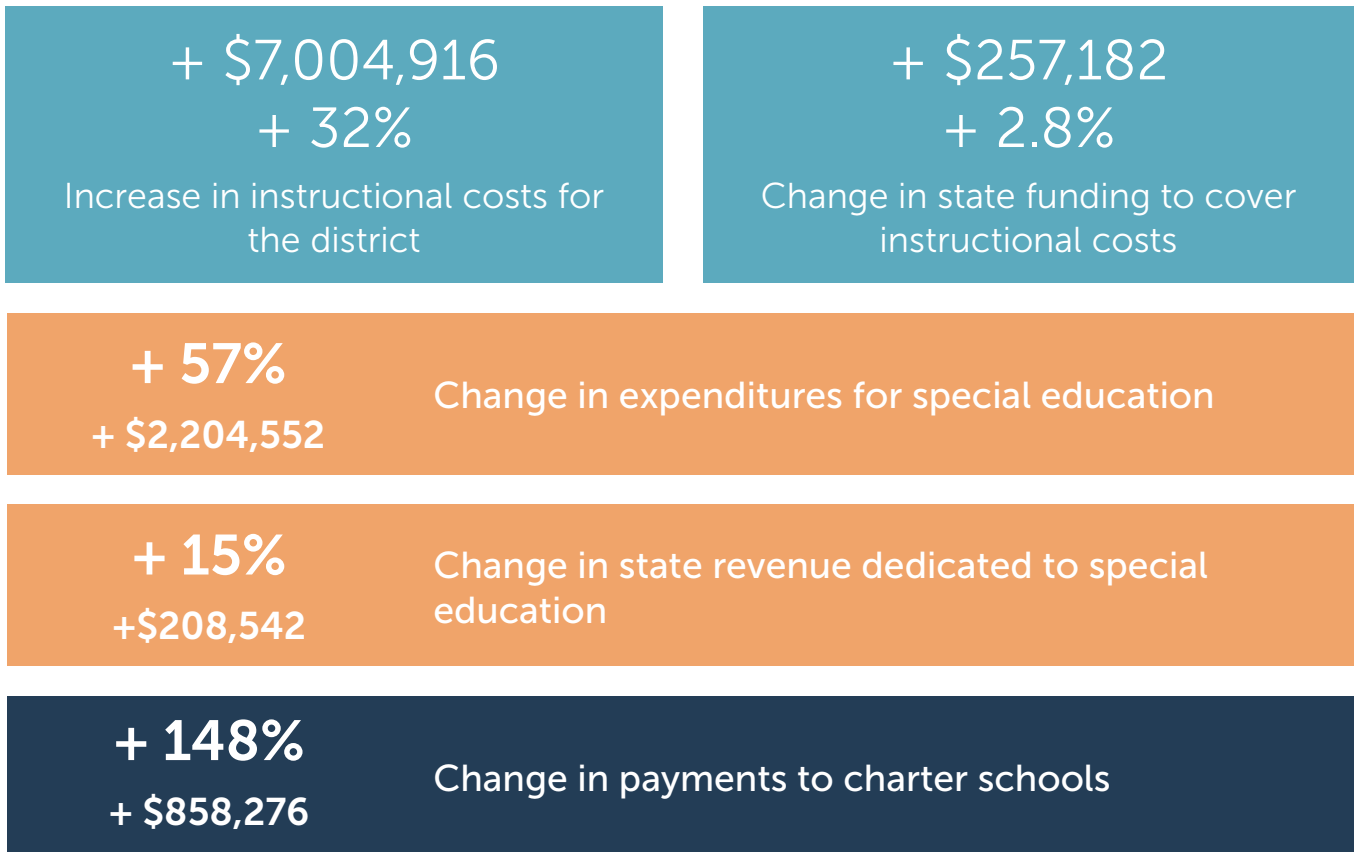 + $7,004,916
+ 32%
Increase in instructional costs for
the district
+ $257,182
+ 2.8%
Change in state funding to cover
instructional costs
+ 57%
+ $2,204,552
Change in expenditures for special education
+ 15%
+$208,542
Change in state revenue dedicated to special
education
+ 148%
+ $858,276
Change in payments to charter schools